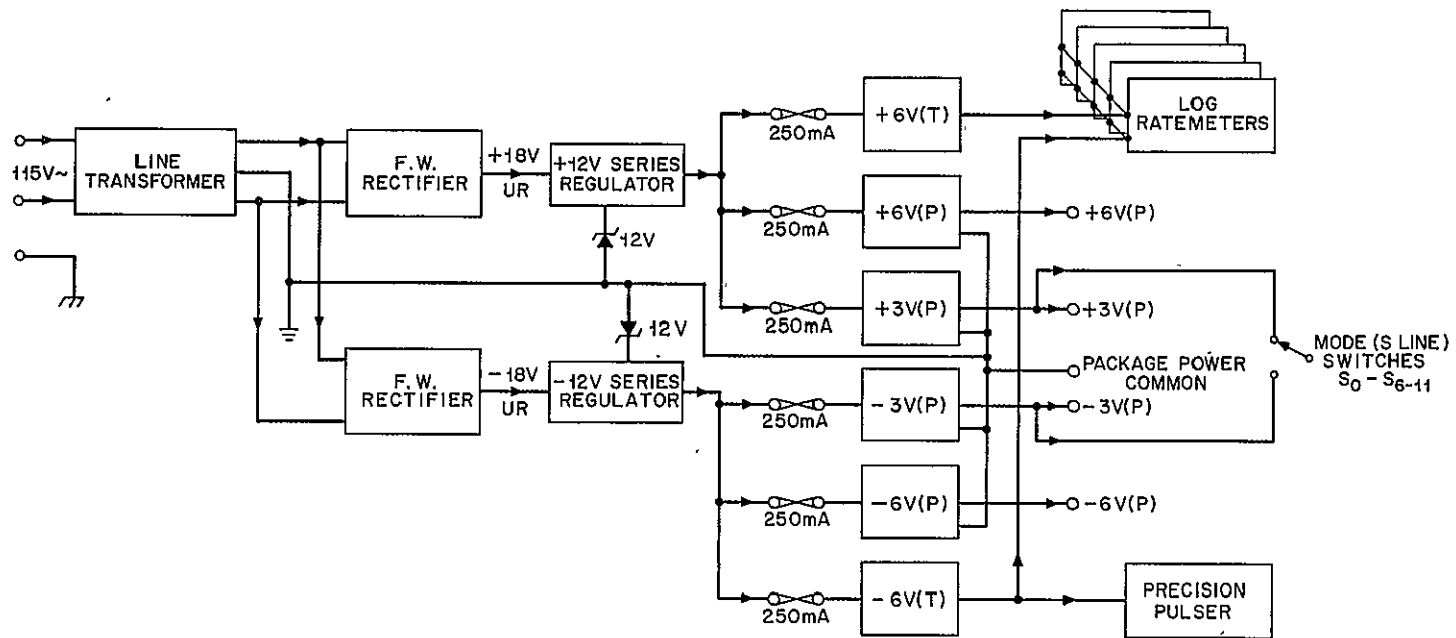 115V~
LINE
TRANSFORMER
F.W.
RECTIFIER
+18V
UR
+12V SERIES
REGULATOR
12V
12V
F.W.
RECTIFIER
-18V
UR
-12V SERIES
REGULATOR
250mA
+6V(T)
LOG
RATEMETERS
250mA
+6V(P)
+6V(P)
250mA
+3V(P)
+3V(P)
PACKAGE POWER
COMMON
MODE (S LINE)
SWITCHES
S0 - S6-11
250mA
-3V(P)
-3V(P)
250mA
-6V(P)
-6V(P)
250mA
-6V(T)
PRECISION
PULSER